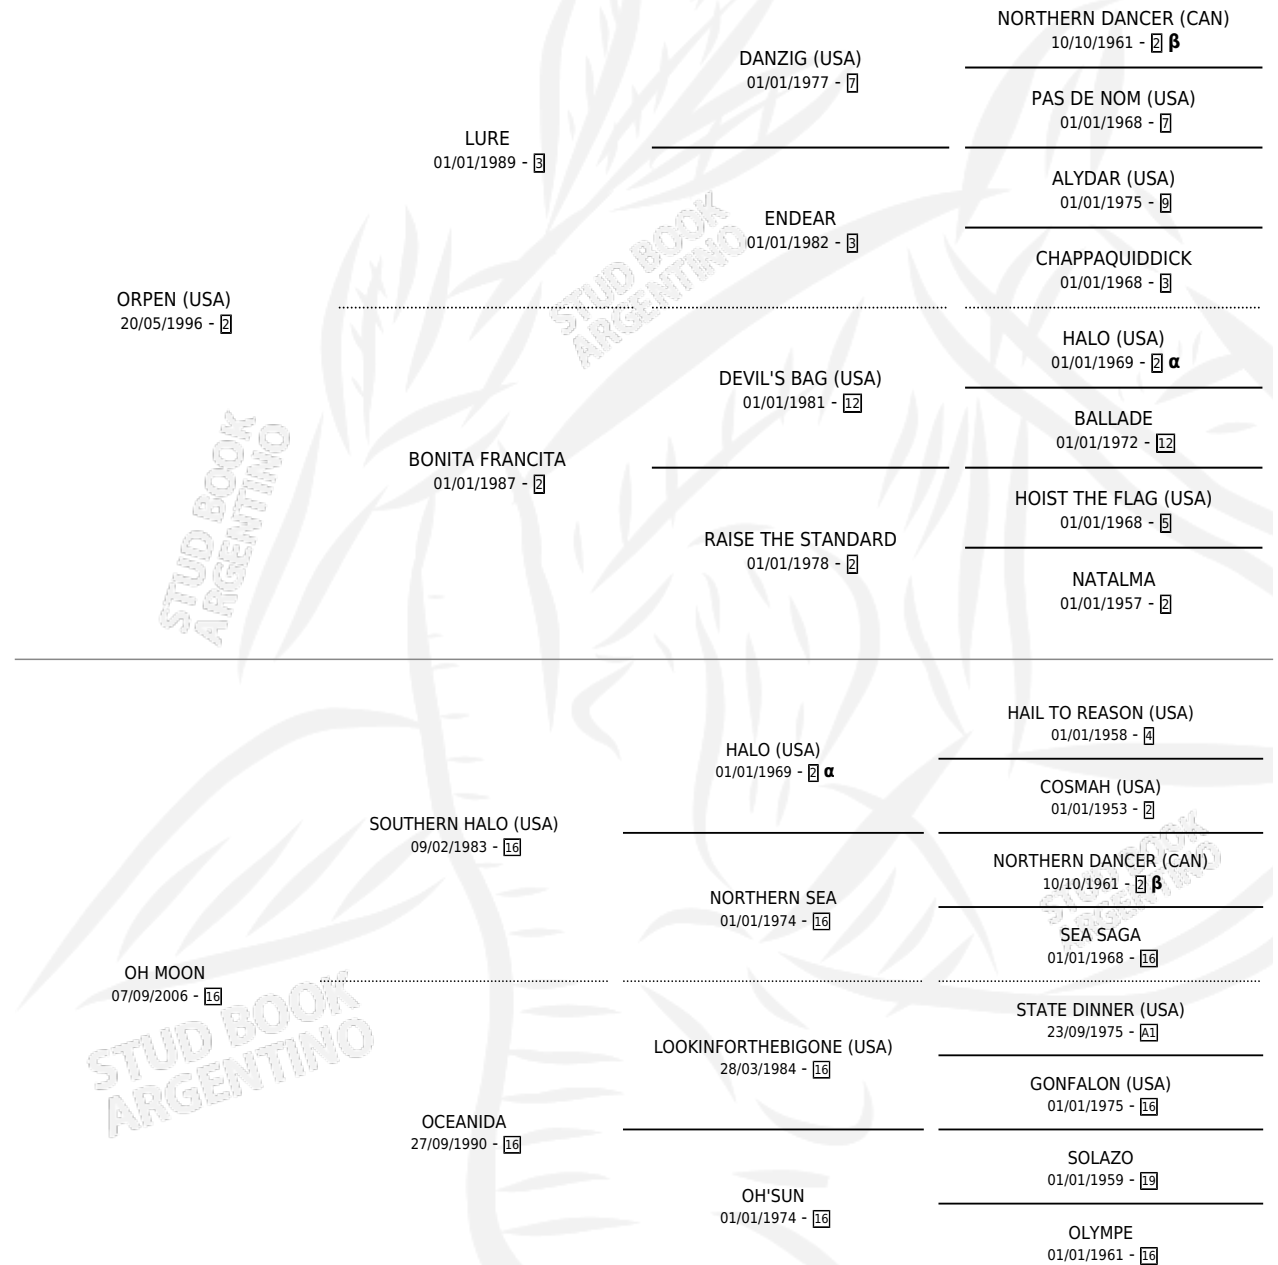 NORTHERN DANCER (CAN)
10/10/1961 - 2 β
DANZIG (USA)
01/01/1977 - 7
PAS DE NOM (USA)
01/01/1968 - 7
LURE
01/01/1989 - 3
ALYDAR (USA)
01/01/1975 - 9
ENDEAR
01/01/1982 - 3
CHAPPAQUIDDICK
01/01/1968 - 3
ORPEN (USA)
20/05/1996 - 2
HALO (USA)
01/01/1969 - 2 α
DEVIL'S BAG (USA)
01/01/1981 - 12
BALLADE
01/01/1972 - 12
BONITA FRANCITA
01/01/1987 - 2
HOIST THE FLAG (USA)
01/01/1968 - 5
RAISE THE STANDARD
01/01/1978 - 2
NATALMA
01/01/1957 - 2
HAIL TO REASON (USA)
01/01/1958 - 4
HALO (USA)
01/01/1969 - 2 α
COSMAH (USA)
01/01/1953 - 2
SOUTHERN HALO (USA)
09/02/1983 - 16
NORTHERN DANCER (CAN)
10/10/1961 - 2 β
NORTHERN SEA
01/01/1974 - 16
SEA SAGA
01/01/1968 - 16
OH MOON
07/09/2006 - 16
STATE DINNER (USA)
23/09/1975 - A1
LOOKINFORTHEBIGONE (USA)
28/03/1984 - 16
GONFALON (USA)
01/01/1975 - 16
OCEANIDA
27/09/1990 - 16
SOLAZO
01/01/1959 - 19
OH'SUN
01/01/1974 - 16
OLYMPE
01/01/1961 - 16
STUD BOOK
ARGENTINO
STUD BOOK
ARGENTINO
STUD BOOK
ARGENTINO
STUD BOOK
ARGENTINO